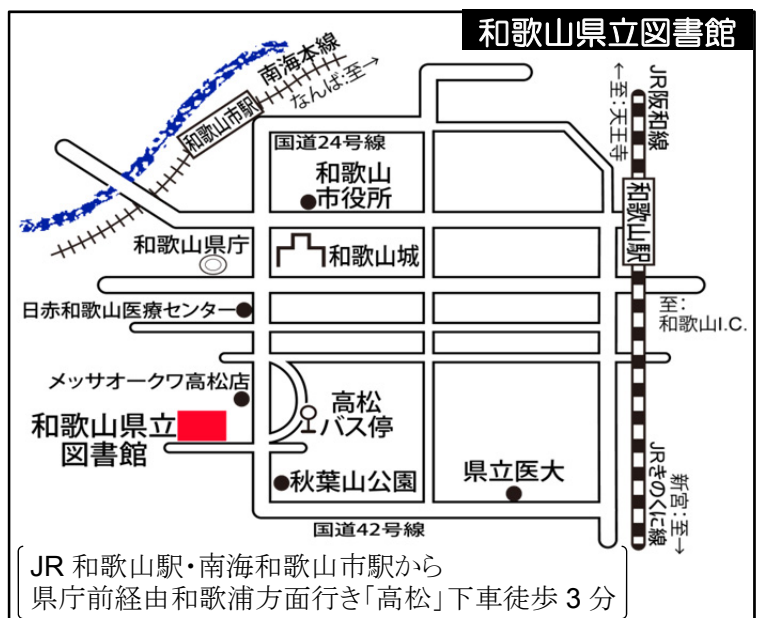 和歌山県立図書館
南海本線
なんば:至→
和歌山市駅
←至:天王寺
JR阪和線
国道24号線
和歌山
市役所
和歌山駅
和歌山県庁
和歌山城
日赤和歌山医療センター
至:
和歌山I.C.
メッサオークワ高松店
高松
バス停
和歌山県立
図書館
秋葉山公園
県立医大
JRきのくに線
新宮:至→
国道42号線
JR 和歌山駅・南海和歌山市駅から
県庁前経由和歌浦方面行き「高松」下車徒歩 3 分